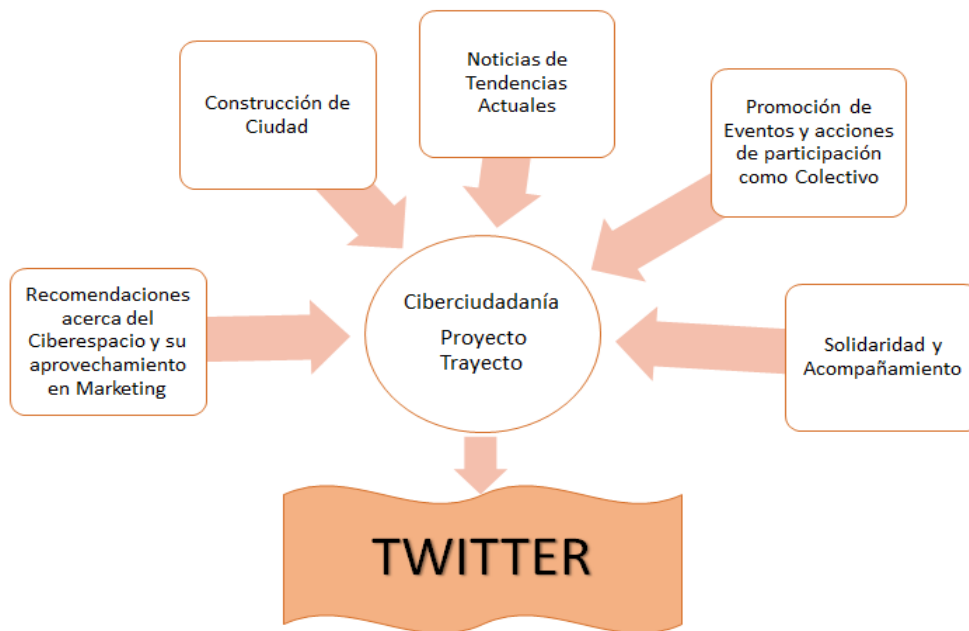 Construcción de
Ciudad
Noticias de
Tendencias
Actuales
Promoción de
Eventos y acciones
de participación
como Colectivo
Recomendaciones
acerca del
Ciberespacio y su
aprovechamiento
en Marketing
Ciberciudadanía
Proyecto
Trayecto
Solidaridad y
Acompañamiento
TWITTER